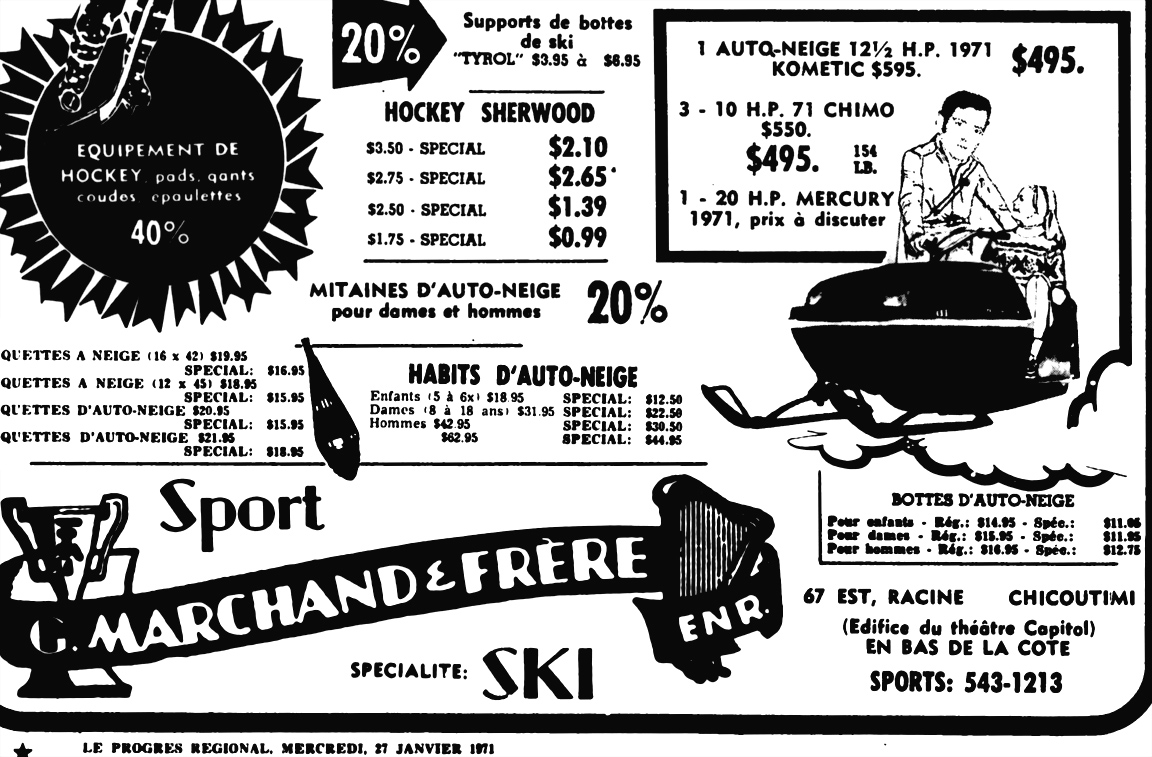 EQUIPEMENT DE
HOCKEY, pads, gants
coudes epaulettes
40%
20%
Supports de bottes
de ski
"TYROL" $3.95 à $6.95
HOCKEY SHERWOOD
$3.50 - SPECIAL $2.10
$2.75 - SPECIAL $2.65
$2.50 - SPECIAL $1.39
$1.75 - SPECIAL $0.99
1 AUTO-NEIGE 12½ H.P. 1971
KOMETIC $595. $495.
3 - 10 H.P. 71 CHIMO
$550.
$495. 154 LB.
1 - 20 H.P. MERCURY
1971, prix à discuter
MITAINES D'AUTO-NEIGE
pour dames et hommes 20%
QUETTES A NEIGE (16 x 42) $19.95
SPECIAL: $16.95
QUETTES A NEIGE (12 x 45) $18.95
SPECIAL: $15.95
QUETTES D'AUTO-NEIGE $20.95
SPECIAL: $15.95
QUETTES D'AUTO-NEIGE $21.95
SPECIAL: $18.95
HABITS D'AUTO-NEIGE
Enfants (5 à 6x) $18.95 SPECIAL: $12.50
Dames (8 à 18 ans) $31.95 SPECIAL: $22.50
Hommes $42.95 SPECIAL: $30.50
$62.95 SPECIAL: $44.95
BOTTES D'AUTO-NEIGE
Pour enfants - Rég.: $14.95 - Spéc.: $11.05
Pour dames - Rég.: $15.95 - Spéc.: $11.95
Pour hommes - Rég.: $16.95 - Spéc.: $12.75
Sport
G. MARCHAND & FRÈRE
ENR.
SPECIALITE: SKI
67 EST, RACINE CHICOUTIMI
(Edifice du théâtre Capitol)
EN BAS DE LA COTE
SPORTS: 543-1213
LE PROGRES REGIONAL, MERCREDI, 27 JANVIER 1971